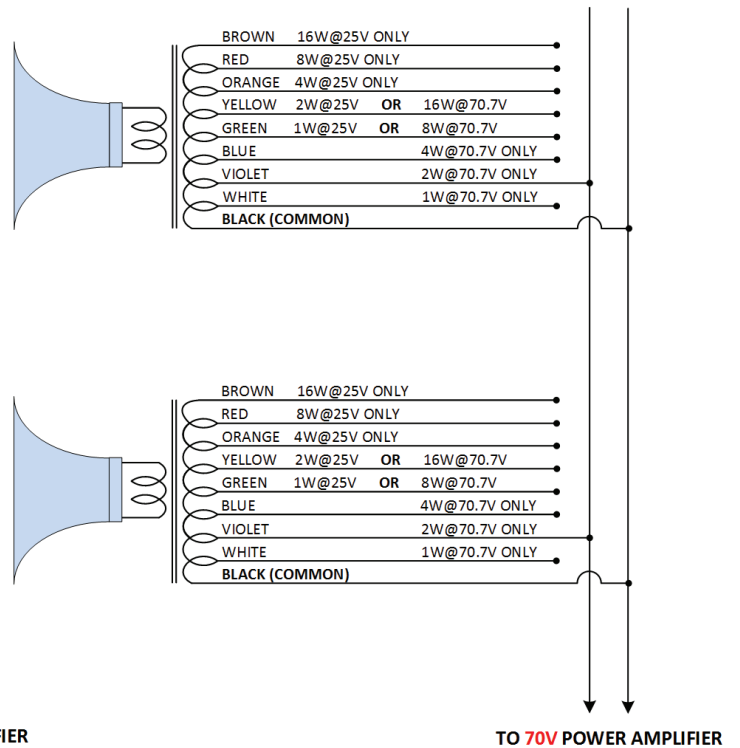 BROWN 16W@25V ONLY
RED 8W@25V ONLY
ORANGE 4W@25V ONLY
YELLOW 2W@25V OR 16W@70.7V
GREEN 1W@25V OR 8W@70.7V
BLUE 4W@70.7V ONLY
VIOLET 2W@70.7V ONLY
WHITE 1W@70.7V ONLY
BLACK (COMMON)
BROWN 16W@25V ONLY
RED 8W@25V ONLY
ORANGE 4W@25V ONLY
YELLOW 2W@25V OR 16W@70.7V
GREEN 1W@25V OR 8W@70.7V
BLUE 4W@70.7V ONLY
VIOLET 2W@70.7V ONLY
WHITE 1W@70.7V ONLY
BLACK (COMMON)
FIER
TO 70V POWER AMPLIFIER